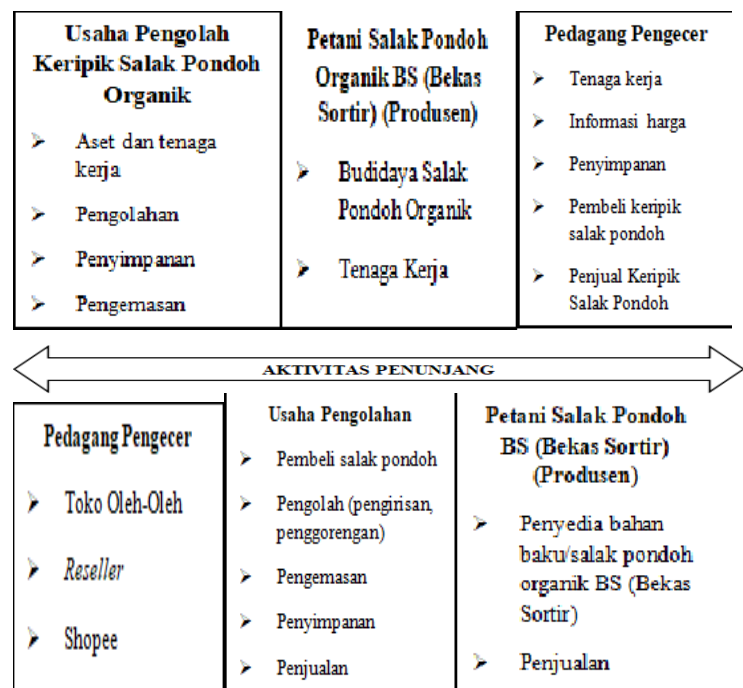 Usaha Pengolah
Keripik Salak Pondoh
Organik
➢ Aset dan tenaga
kerja
➢ Pengolahan
➢ Penyimpanan
➢ Pengemasan
Petani Salak Pondoh
Organik BS (Bekas
Sortir) (Produsen)
➢ Budidaya Salak
Pondoh Organik
➢ Tenaga Kerja
Pedagang Pengecer
➢ Tenaga kerja
➢ Informasi harga
➢ Penyimpanan
➢ Pembeli keripik
salak pondoh
➢ Penjual Keripik
Salak Pondoh
AKTIVITAS PENUNJANG
Pedagang Pengecer
➢ Toko Oleh-Oleh
➢ Reseller
➢ Shopee
Usaha Pengolahan
➢ Pembeli salak pondoh
➢ Pengolah (pengirisan,
penggorengan)
➢ Pengemasan
➢ Penyimpanan
➢ Penjualan
Petani Salak Pondoh
BS (Bekas Sortir)
(Produsen)
➢ Penyedia bahan
baku/salak pondoh
organik BS (Bekas
Sortir)
➢ Penjualan